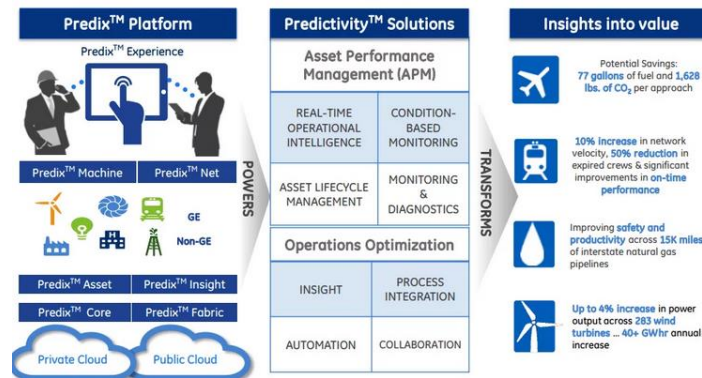 Predix™ Platform
Predix™ Experience
Predix™ Machine
Predix™ Net
GE
Non-GE
Predix™ Asset
Predix™ Insight
Predix™ Core
Predix™ Fabric
Private Cloud
Public Cloud
POWERS
Predictivity™ Solutions
Asset Performance
Management (APM)
REAL-TIME
OPERATIONAL
INTELLIGENCE
CONDITION-
BASED
MONITORING
ASSET LIFECYCLE
MANAGEMENT
MONITORING
&
DIAGNOSTICS
Operations Optimization
INSIGHT
PROCESS
INTEGRATION
AUTOMATION
COLLABORATION
TRANSFORMS
Insights into value
Potential Savings:
77 gallons of fuel and 1,628
lbs. of CO2 per approach
10% increase in network
velocity, 50% reduction in
expired crews & significant
improvements in on-time
performance
Improving safety and
productivity across 15K miles
of interstate natural gas
pipelines
Up to 4% increase in power
output across 283 wind
turbines ... 40+ GWhr annual
increase